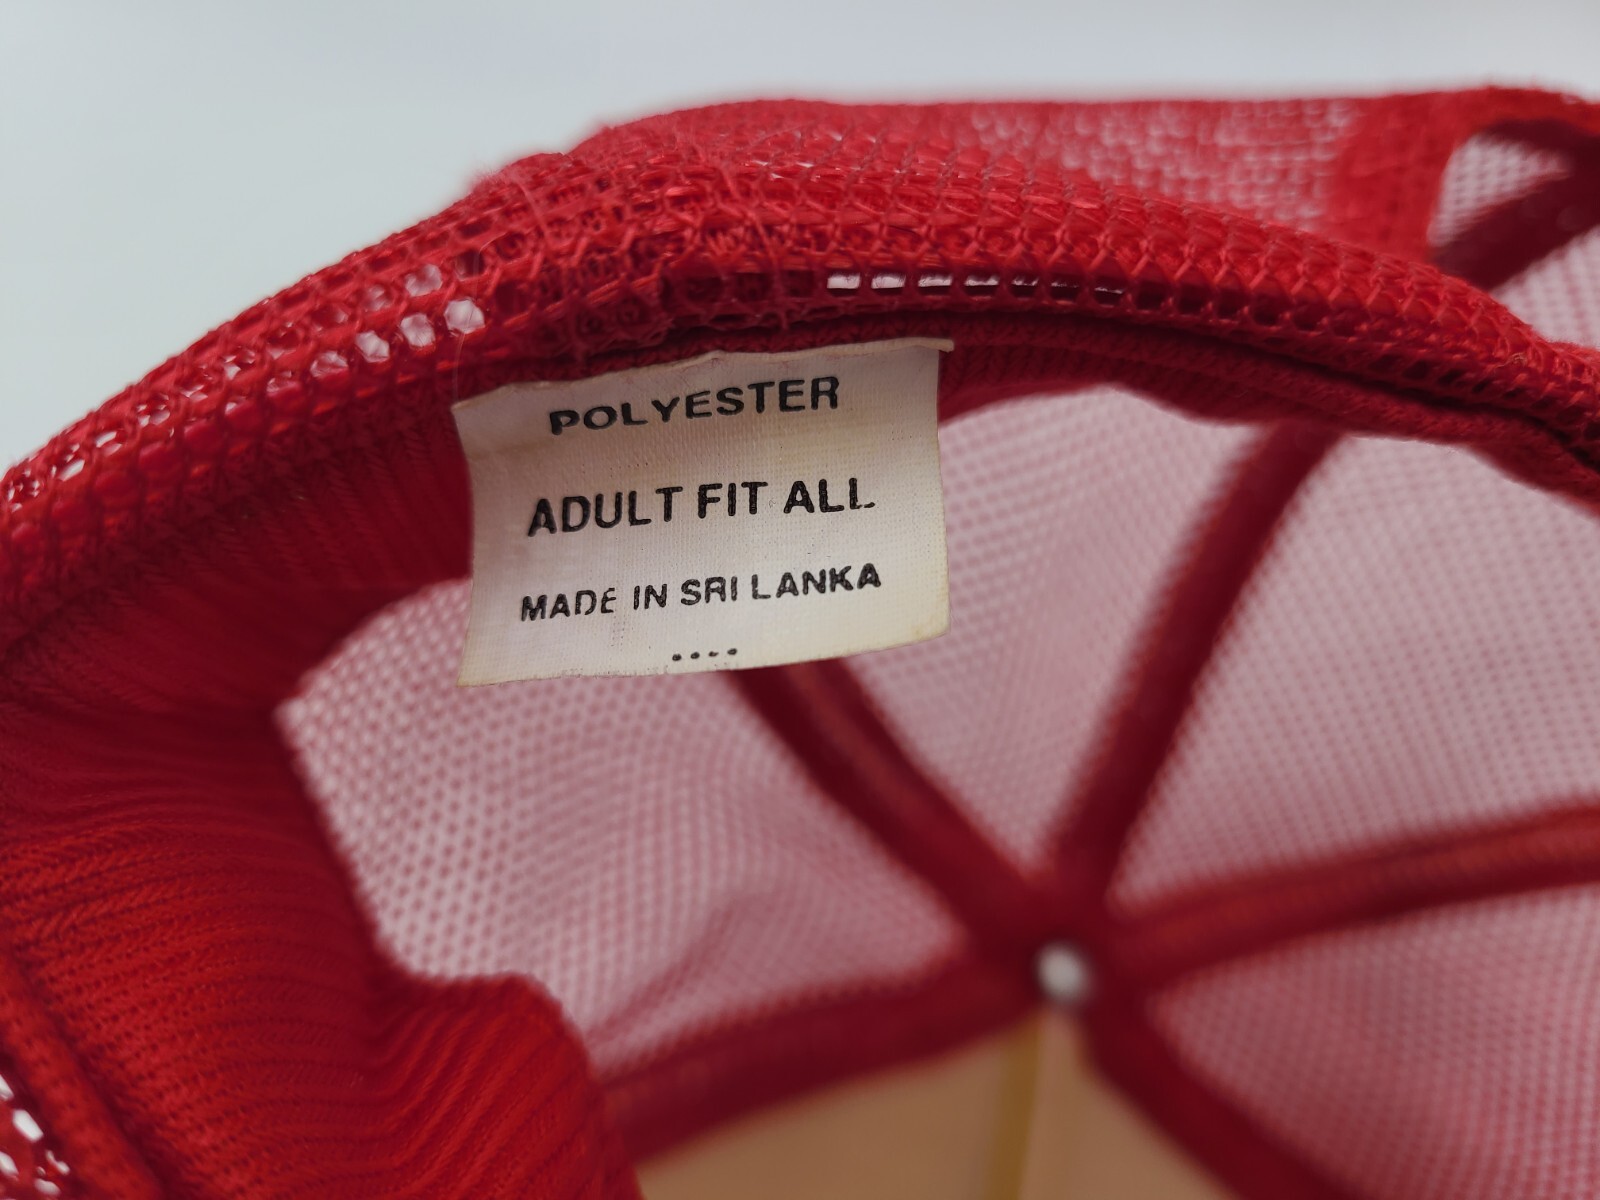 POLYESTER
ADULT FIT ALL
MADE IN SRI LANKA
....